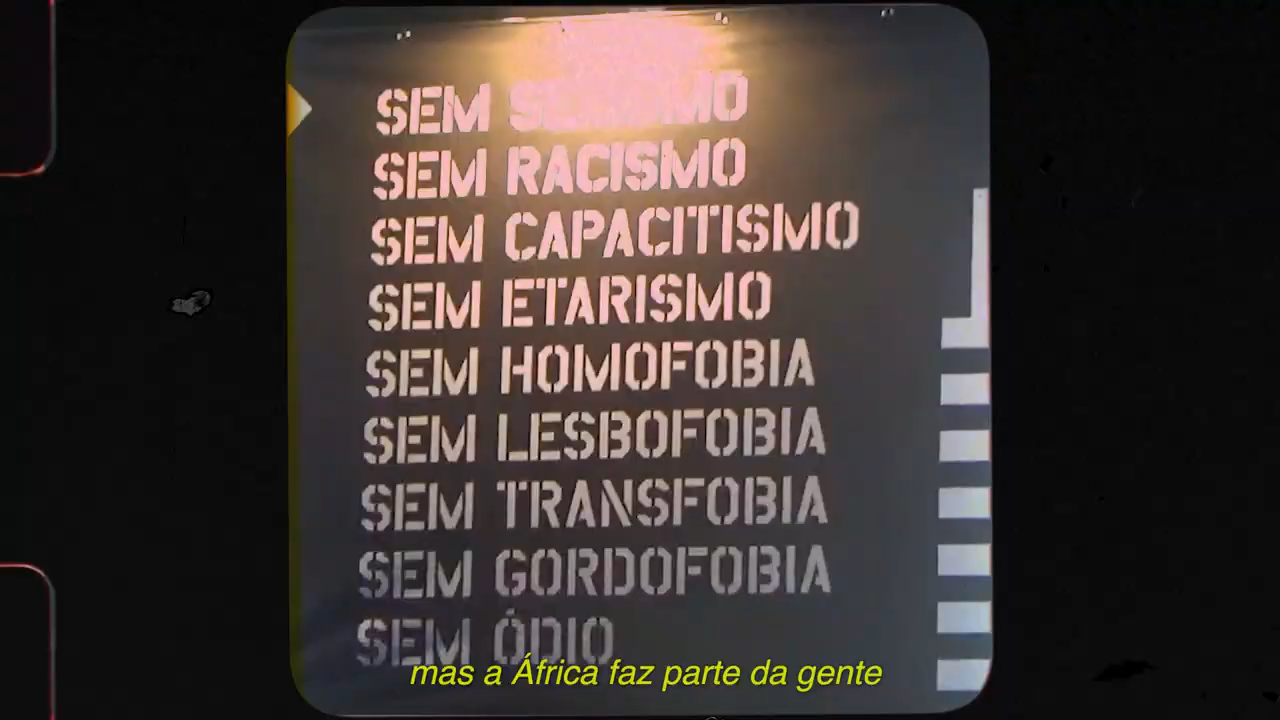 SEM SEXISMO
SEM RACISMO
SEM CAPACITISMO
SEM ETARISMO
SEM HOMOFOBIA
SEM LESBOFOBIA
SEM TRANSFOBIA
SEM GORDOFOBIA
SEM ÓDIO
mas a África faz parte da gente